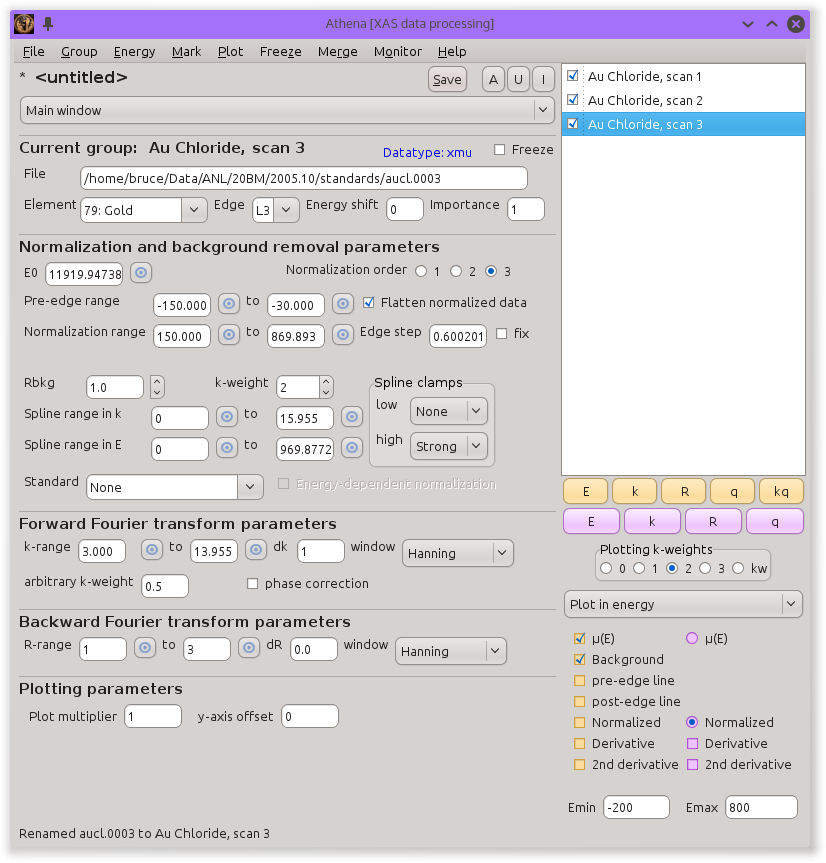 Athena [XAS data processing]
File Group Energy Mark Plot Freeze Merge Monitor Help
* <untitled> Save A U I
Main window
Current group: Au Chloride, scan 3 Datatype: xmu Freeze
File /home/bruce/Data/ANL/20BM/2005.10/standards/aucl.0003
Element 79: Gold Edge L3 Energy shift 0 Importance 1
Normalization and background removal parameters
E0 11919.94738 Normalization order 1 2 3
Pre-edge range -150.000 to -30.000 Flatten normalized data
Normalization range 150.000 to 869.893 Edge step 0.600201 fix
Rbkg 1.0 k-weight 2 Spline clamps
Spline range in k 0 to 15.955 low None
Spline range in E 0 to 969.8772 high Strong
Standard None Energy-dependent normalization
Forward Fourier transform parameters
k-range 3.000 to 13.955 dk 1 window Hanning
arbitrary k-weight 0.5 phase correction
Backward Fourier transform parameters
R-range 1 to 3 dR 0.0 window Hanning
Plotting parameters
Plot multiplier 1 y-axis offset 0
Renamed aucl.0003 to Au Chloride, scan 3
Au Chloride, scan 1
Au Chloride, scan 2
Au Chloride, scan 3
E k R q kq
E k R q
Plotting k-weights
0 1 2 3 kw
Plot in energy
μ(E) μ(E)
Background
pre-edge line
post-edge line
Normalized Normalized
Derivative Derivative
2nd derivative 2nd derivative
Emin -200 Emax 800